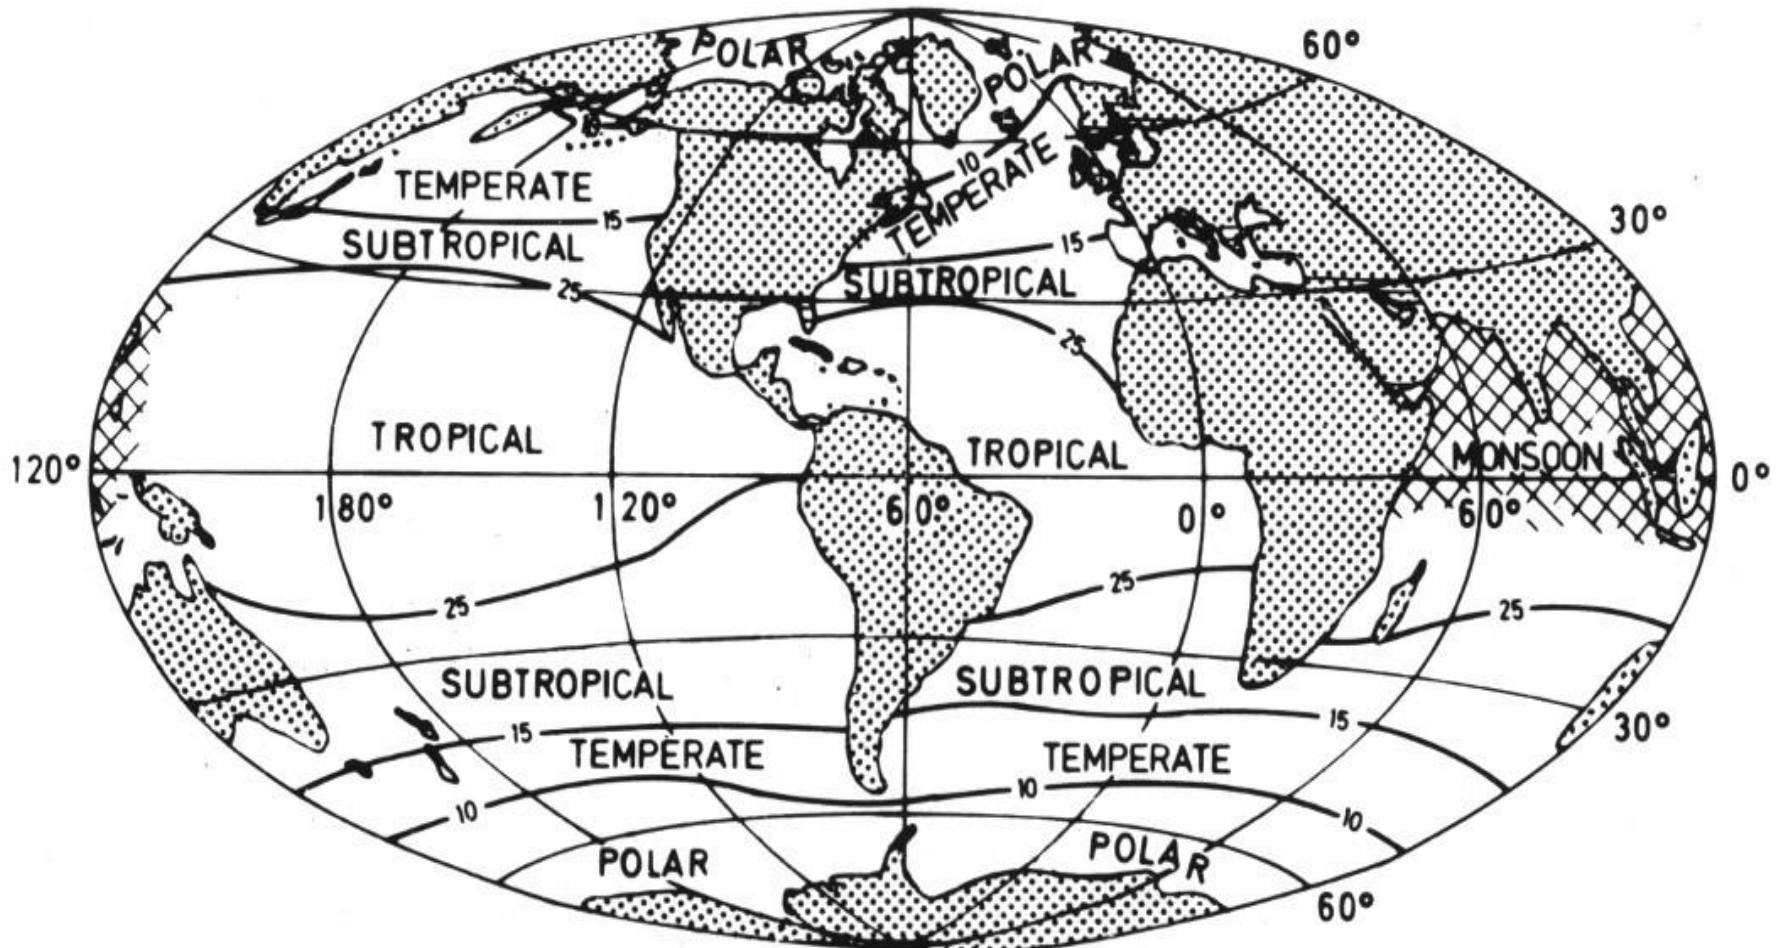 POLAR
POLAR
60°
TEMPERATE
10
TEMPERATE
30°
15
15
SUBTROPICAL
SUBTROPICAL
25
25
TROPICAL
TROPICAL
MONSOON
120°
0°
180°
120°
60°
0°
60°
25
25
25
SUBTROPICAL
SUBTROPICAL
15
15
30°
TEMPERATE
TEMPERATE
10
10
10
POLAR
POLAR
60°